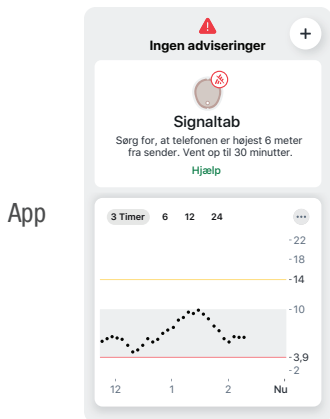 Ingen adviseringer
+
Signaltab
Sørg for, at telefonen er højest 6 meter
fra sender. Vent op til 30 minutter.
Hjælp
App
3 Timer 6 12 24
22
18
14
10
3,9
2
12 1 2 Nu